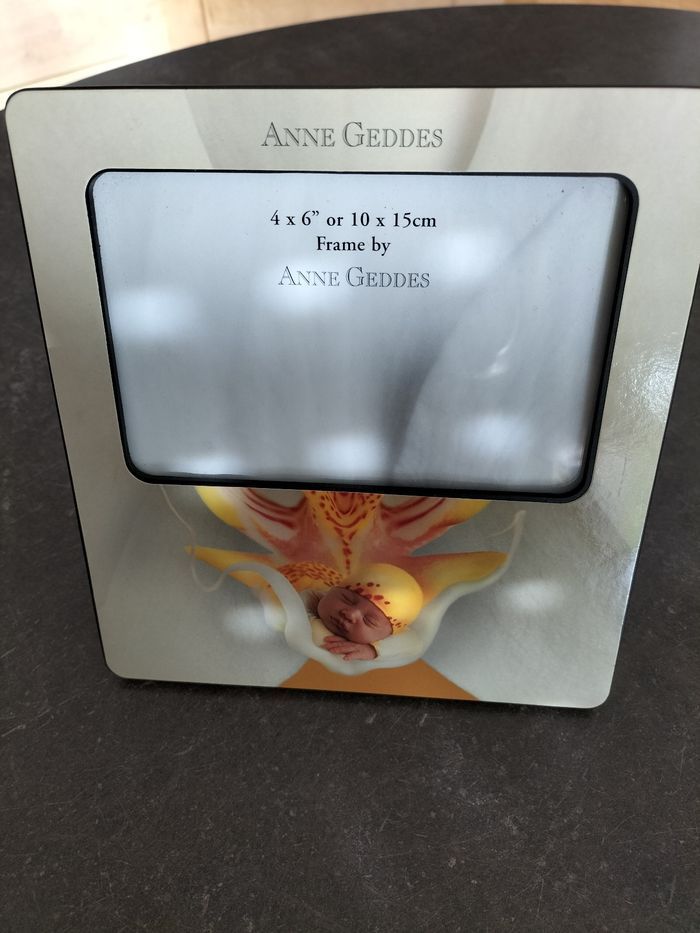 ANNE GEDDES
4 x 6” or 10 x 15cm
Frame by
ANNE GEDDES